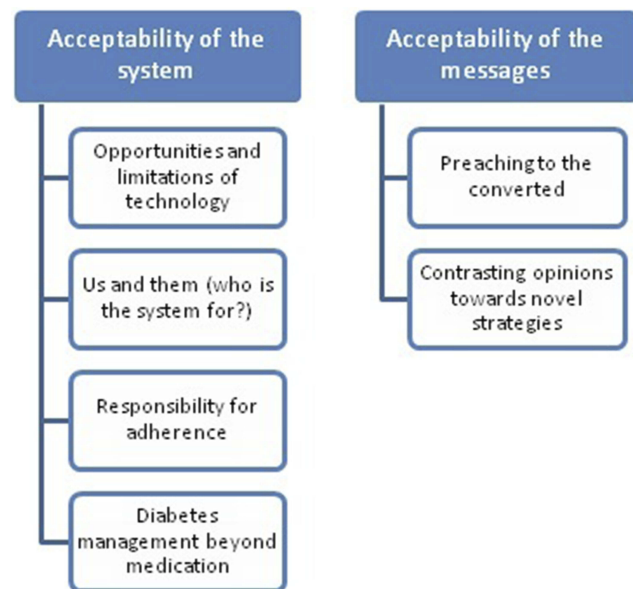 Acceptability of the
system
Opportunities and
limitations of
technology
Us and them (who is
the system for?)
Responsibility for
adherence
Diabetes
management beyond
medication
Acceptability of the
messages
Preaching to the
converted
Contrasting opinions
towards novel
strategies